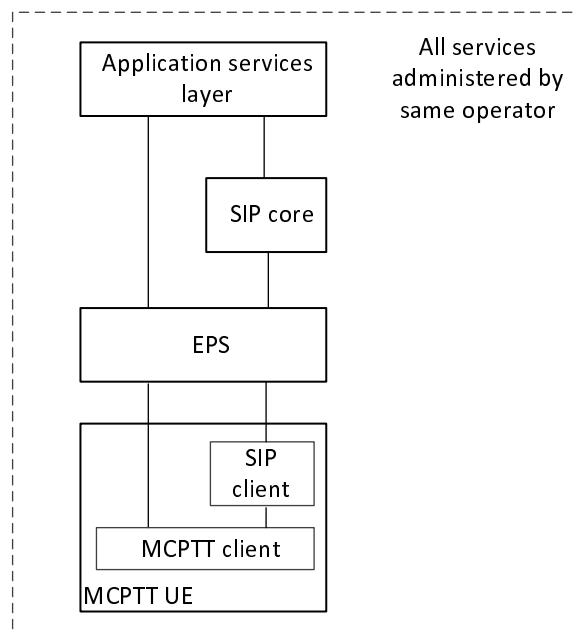 Application services
layer
All services
administered by
same operator
SIP core
EPS
SIP
client
MCPTT client
MCPTT UE